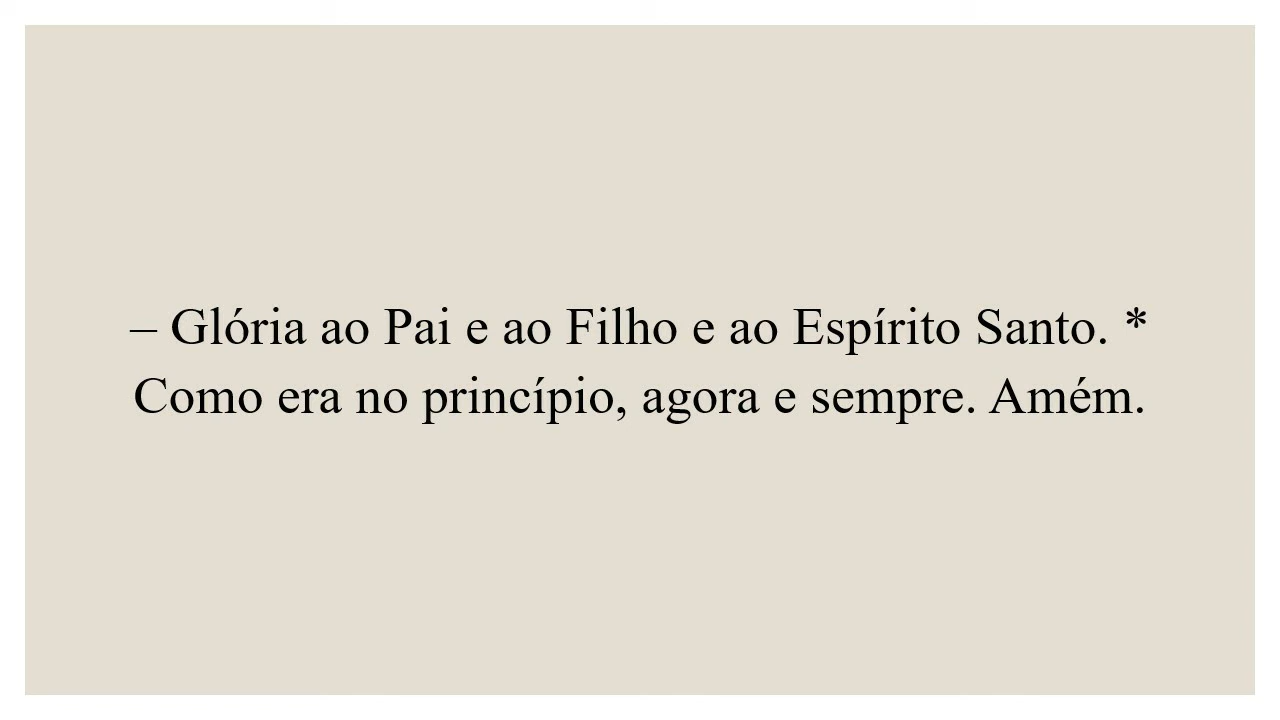 – Glória ao Pai e ao Filho e ao Espírito Santo. *
Como era no princípio, agora e sempre. Amém.